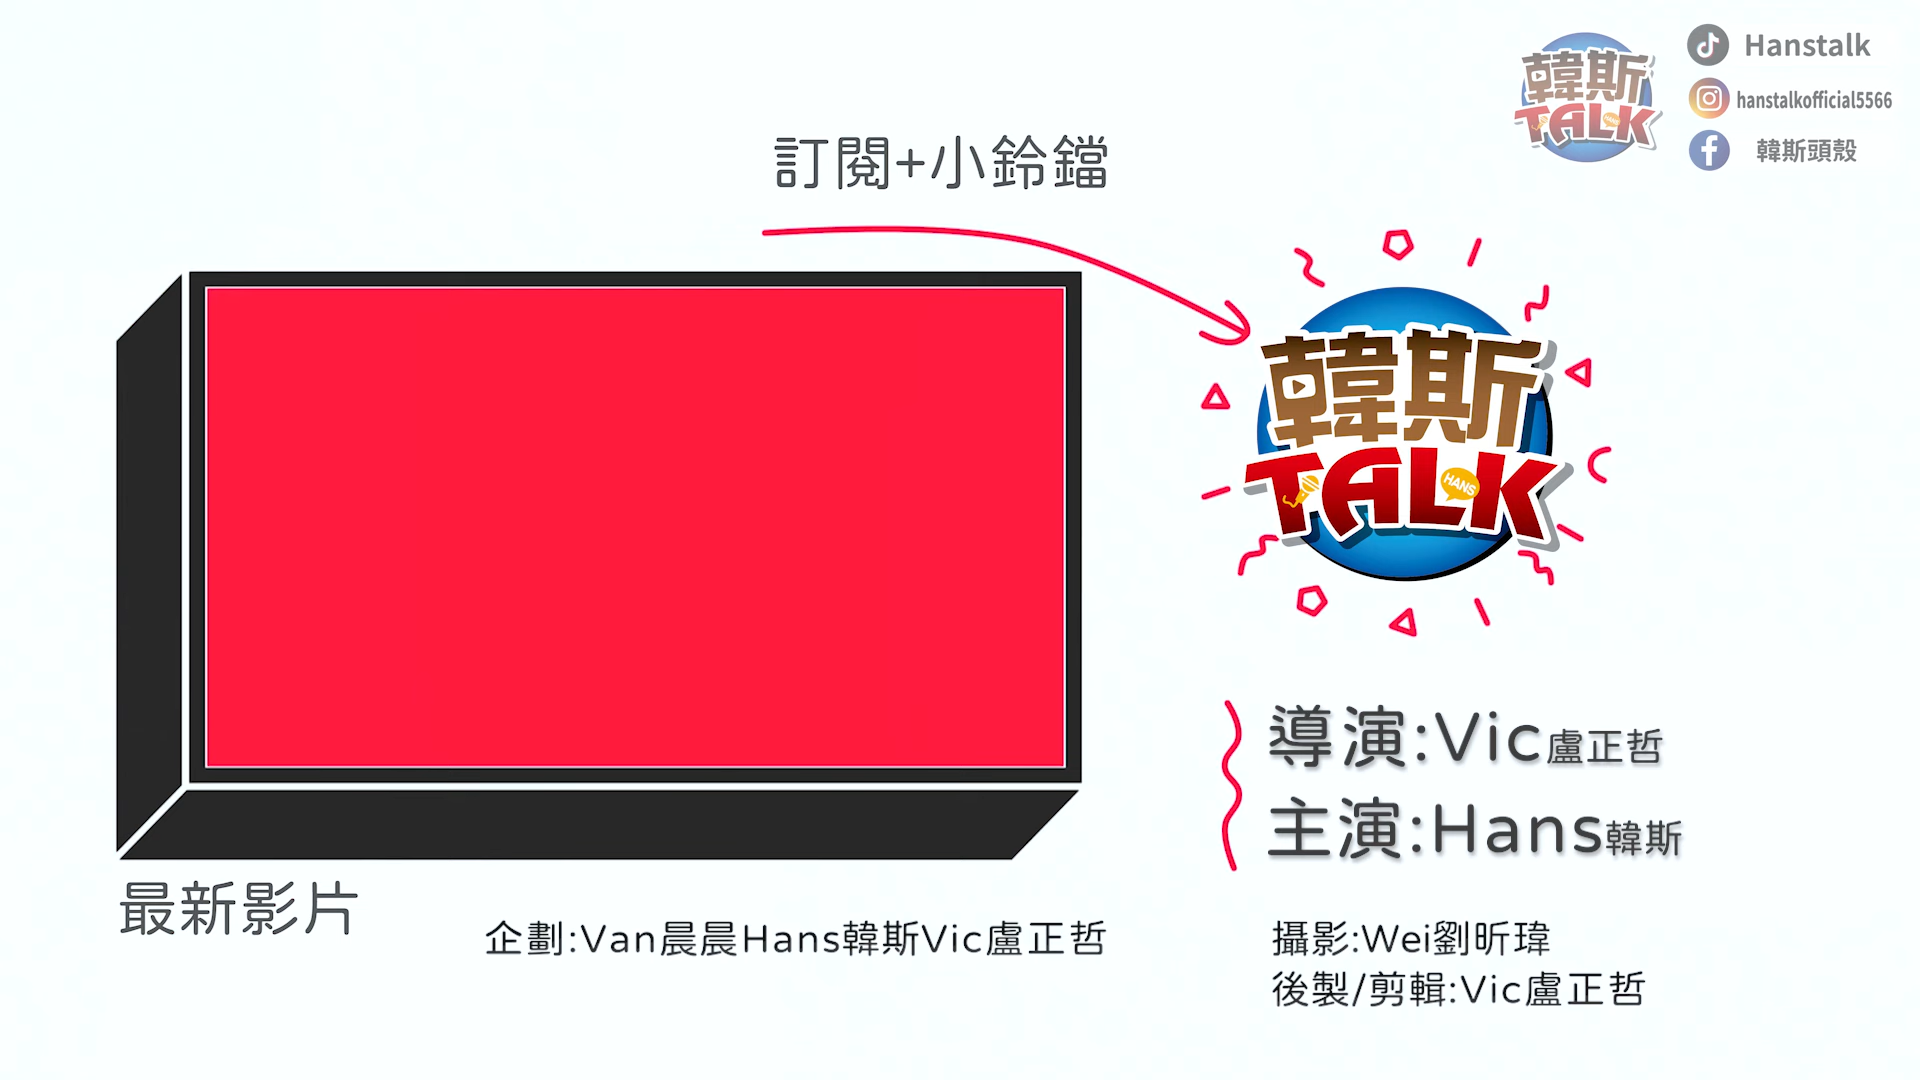 韓斯
TALK
Hanstalk
hanstalkofficial5566
韓斯頭殼
訂閱+小鈴鐺
韓斯
TALK
HANS
導演:Vic盧正哲
主演:Hans韓斯
最新影片
企劃:Van晨晨Hans韓斯Vic盧正哲
攝影:Wei劉昕瑋
後製/剪輯:Vic盧正哲